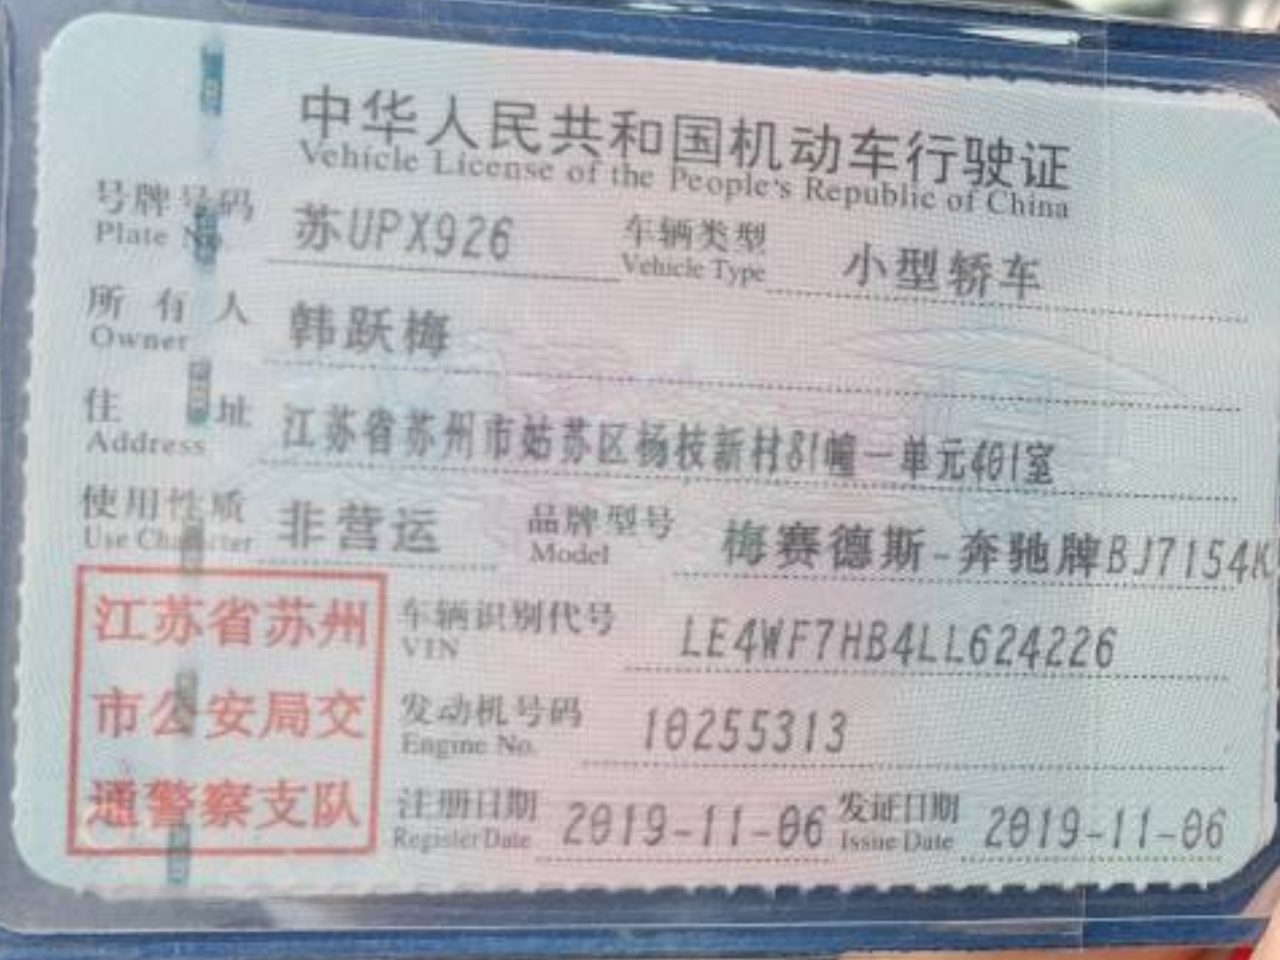 中华人民共和国机动车行驶证
Vehicle License of the People's Republic of China
号牌号码 苏UPX926 车辆类型 小型轿车
Plate No. Vehicle Type
所有人 韩跃梅
Owner
住址 江苏省苏州市姑苏区杨枝新村81幢一单元401室
Address
使用性质 非营运 品牌型号 梅赛德斯-奔驰牌BJ7154K
Use Character Model
江苏省苏州
市公安局交
通警察支队
车辆识别代号 LE4WF7HB4LL624226
VIN
发动机号码 10255313
Engine No.
注册日期 2019-11-06 发证日期 2019-11-06
Register Date Issue Date